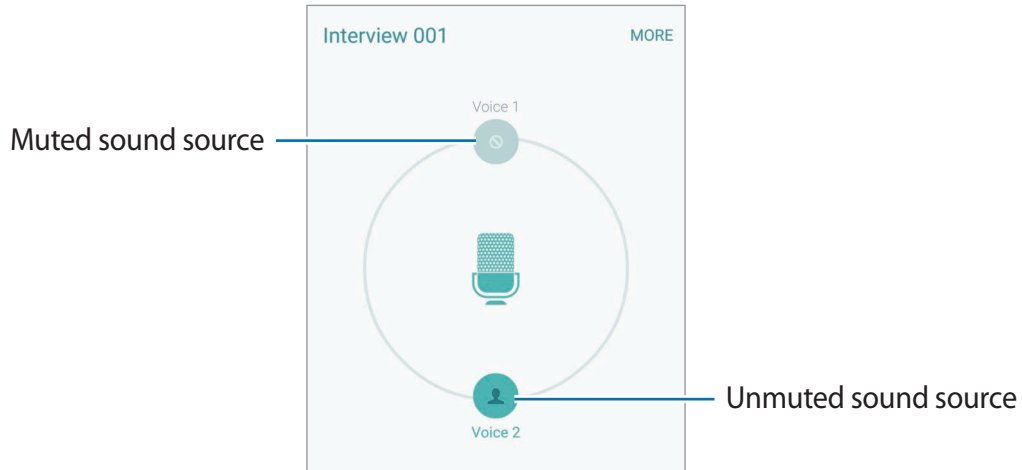 Interview 001
MORE
Voice 1
Muted sound source
Unmuted sound source
Voice 2